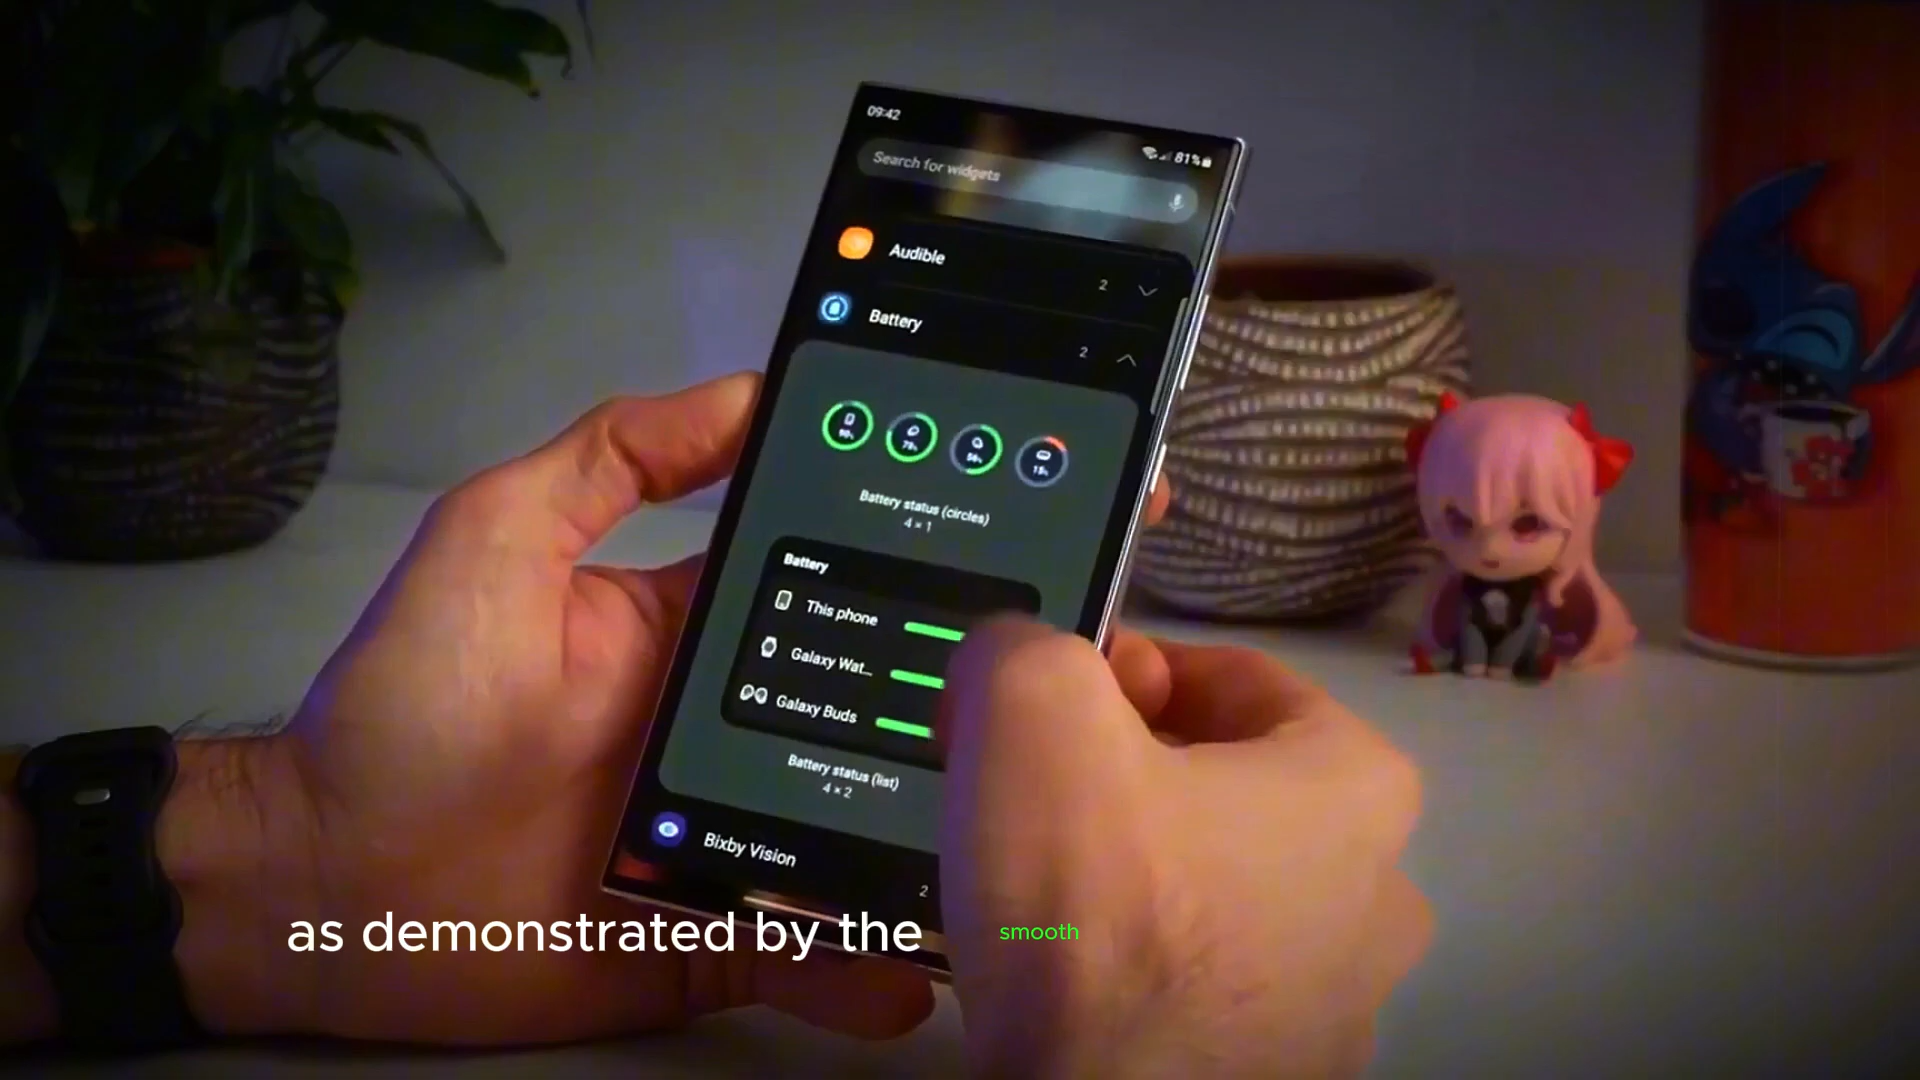 09:42
81%
Search for widgets
Audible
2
Battery
2
Battery status (circles)
4 × 1
Battery
This phone
Galaxy Wat...
Galaxy Buds
Battery status (list)
4 × 2
Bixby Vision
2
as demonstrated by the smooth